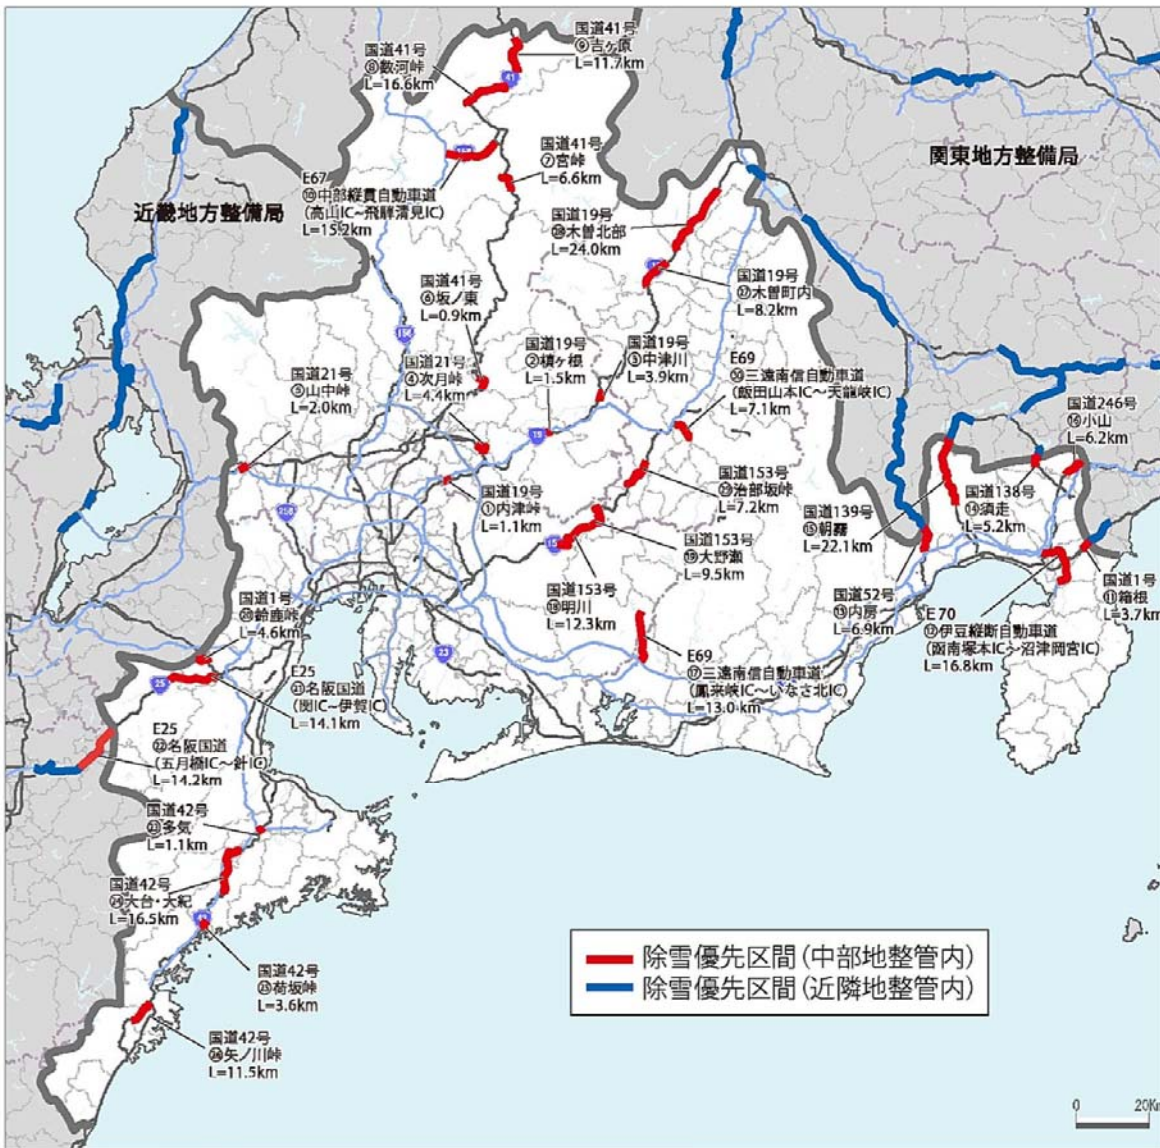 国道41号
⑨吉ヶ原
L=11.7km
国道41号
⑧数河峠
L=16.6km
41
国道41号
⑦宮峠
L=6.6km
関東地方整備局
E67
⑩中部縦貫自動車道
(高山IC~飛騨清見IC)
L=15.2km
158
近畿地方整備局
国道19号
㉘木曽北部
L=24.0km
19
国道19号
㉗木曽町内
L=8.2km
国道41号
⑥坂ノ東
L=0.9km
156
国道21号
④次月峠
L=4.4km
国道19号
②槙ヶ根
L=1.5km
国道19号
③中津川
L=3.9km
E69
㉚三遠南信自動車道
(飯田山本IC~天龍峡IC)
L=7.1km
国道21号
⑤山中峠
L=2.0km
国道246号
⑯小山
L=6.2km
19
258
国道19号
①内津峠
L=1.1km
国道153号
㉙治部坂峠
L=7.2km
国道138号
⑭須走
L=5.2km
国道139号
⑮朝霧
L=22.1km
国道153号
⑲大野瀬
L=9.5km
国道153号
⑱明川
L=12.3km
国道1号
⑪箱根
L=3.7km
国道52号
⑬内房
L=6.9km
E70
⑫伊豆縦断自動車道
(函南塚本IC~沼津岡宮IC)
L=16.8km
国道1号
⑳鈴鹿峠
L=4.6km
23
E69
⑰三遠南信自動車道
(鳳来峡IC~いなさ北IC)
L=13.0km
E25
㉑名阪国道
(関IC~伊賀IC)
L=14.1km
25
E25
㉒名阪国道
(五月橋IC~針IC)
L=14.2km
国道42号
㉓多気
L=1.1km
国道42号
㉔大台・大紀
L=16.5km
42
国道42号
㉕荷坂峠
L=3.6km
国道42号
㉖矢ノ川峠
L=11.5km
除雪優先区間(中部地整管内)
除雪優先区間(近隣地整管内)
0 20Km